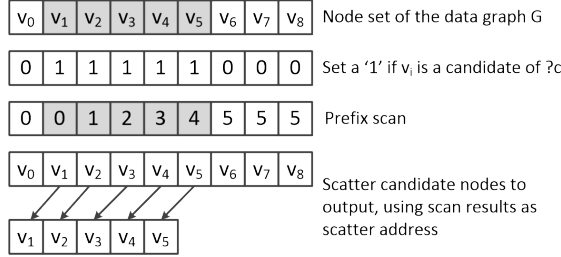 v0 v1 v2 v3 v4 v5 v6 v7 v8 Node set of the data graph G
0 1 1 1 1 1 0 0 0 Set a ‘1’ if vi is a candidate of ?c
0 0 1 2 3 4 5 5 5 Prefix scan
v0 v1 v2 v3 v4 v5 v6 v7 v8
Scatter candidate nodes to
output, using scan results as
scatter address
v1 v2 v3 v4 v5